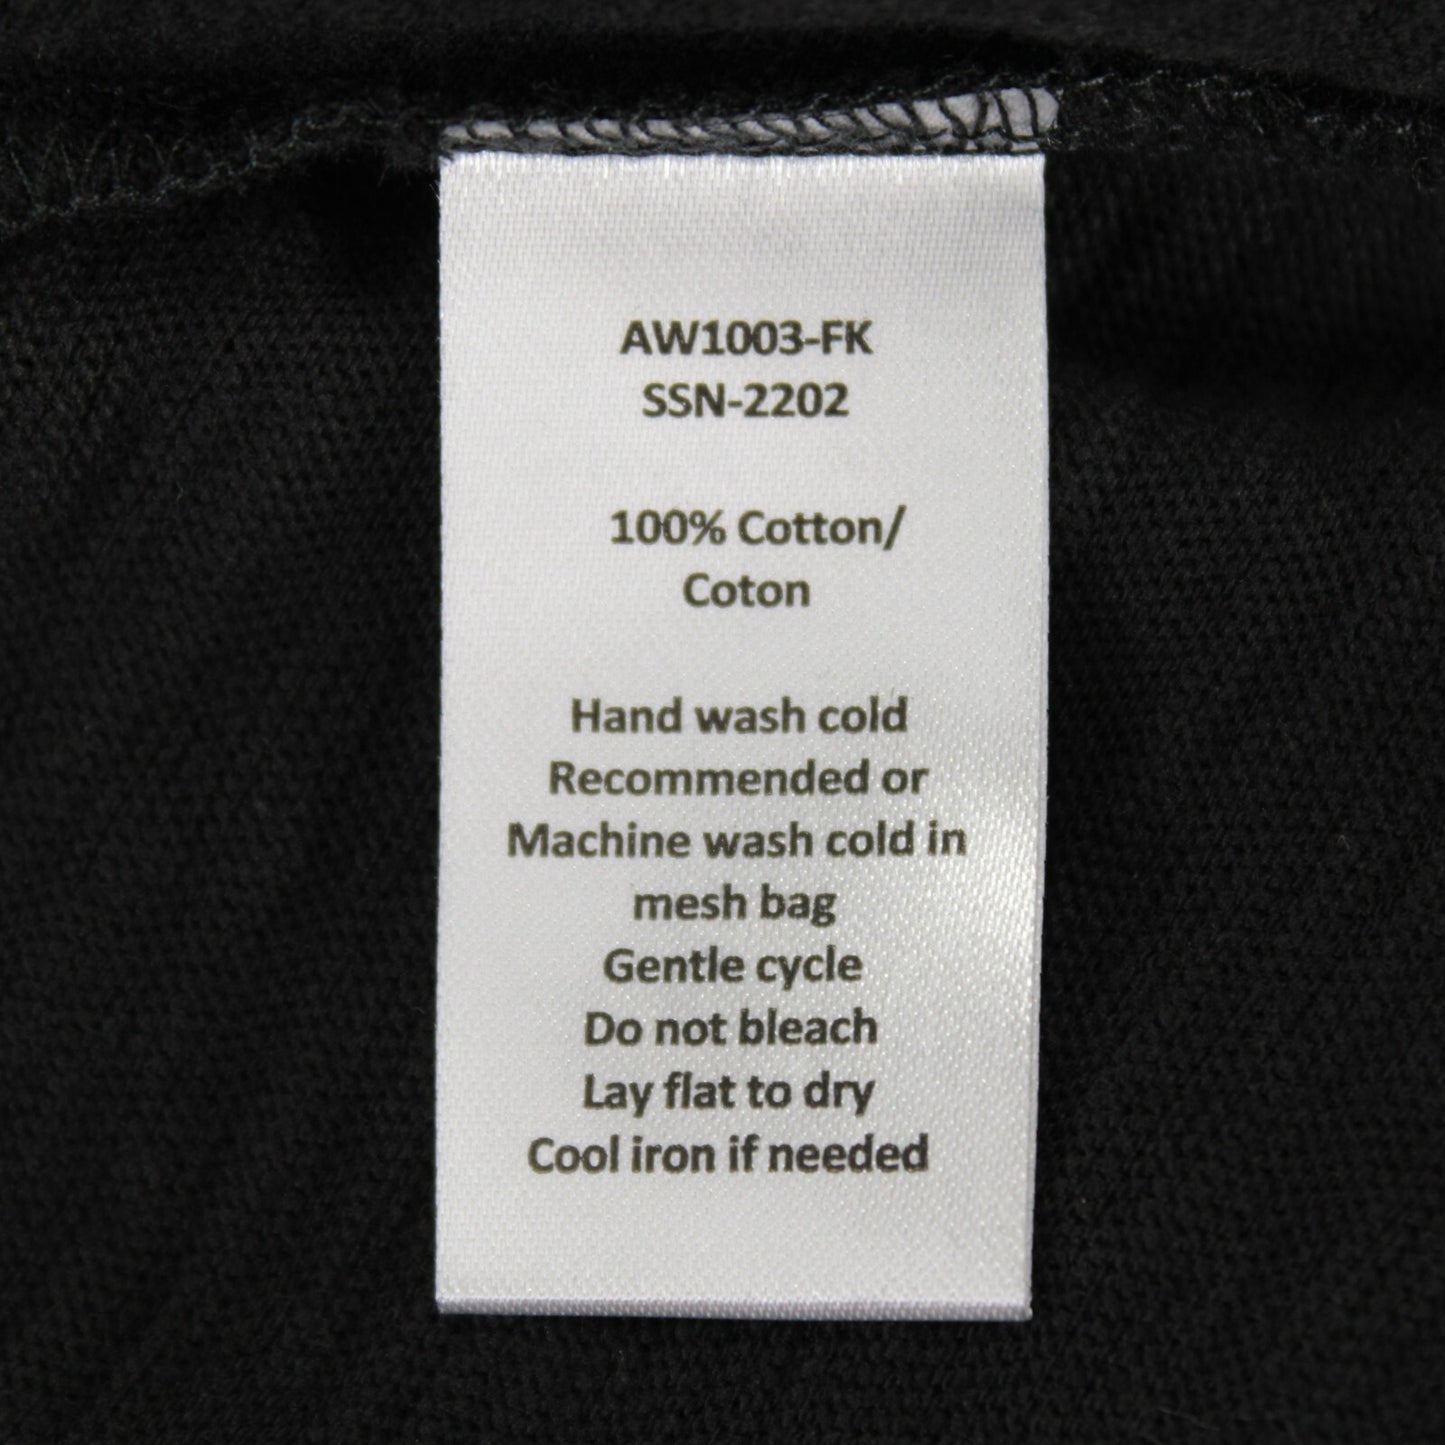 AW1003-FK
SSN-2202
100% Cotton/
Coton
Hand wash cold
Recommended or
Machine wash cold in
mesh bag
Gentle cycle
Do not bleach
Lay flat to dry
Cool iron if needed